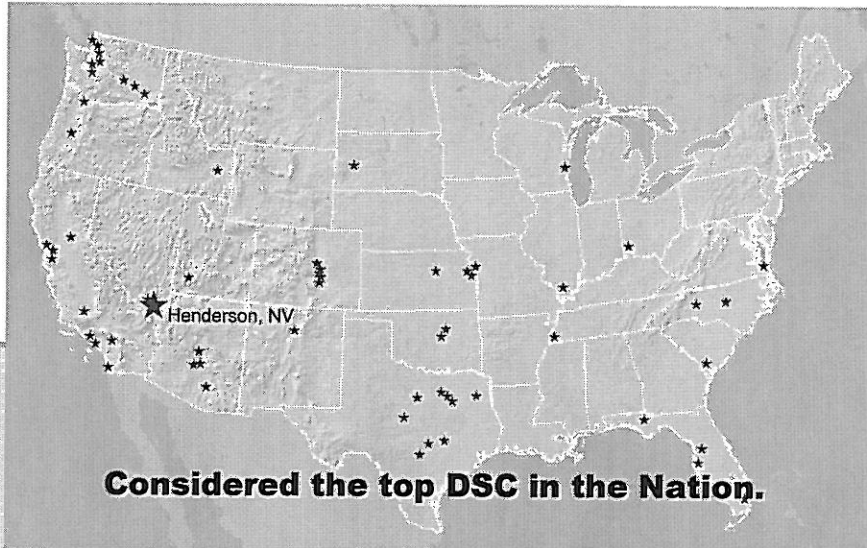 Henderson, NV
Considered the top DSC in the Nation.